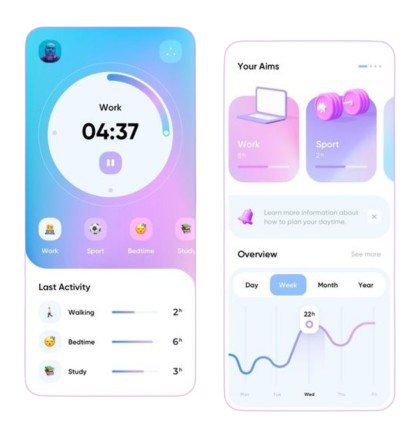 Work
04:37
Work
Sport
Bedtime
Study
Last Activity
Walking
2h
Bedtime
6h
Study
3h
Your Aims
Work
Sport
Learn more information about
how to plan your daytime.
Overview
See more
Day
Week
Month
Year
22h
Mon
Tue
Wed
Thu
Fri